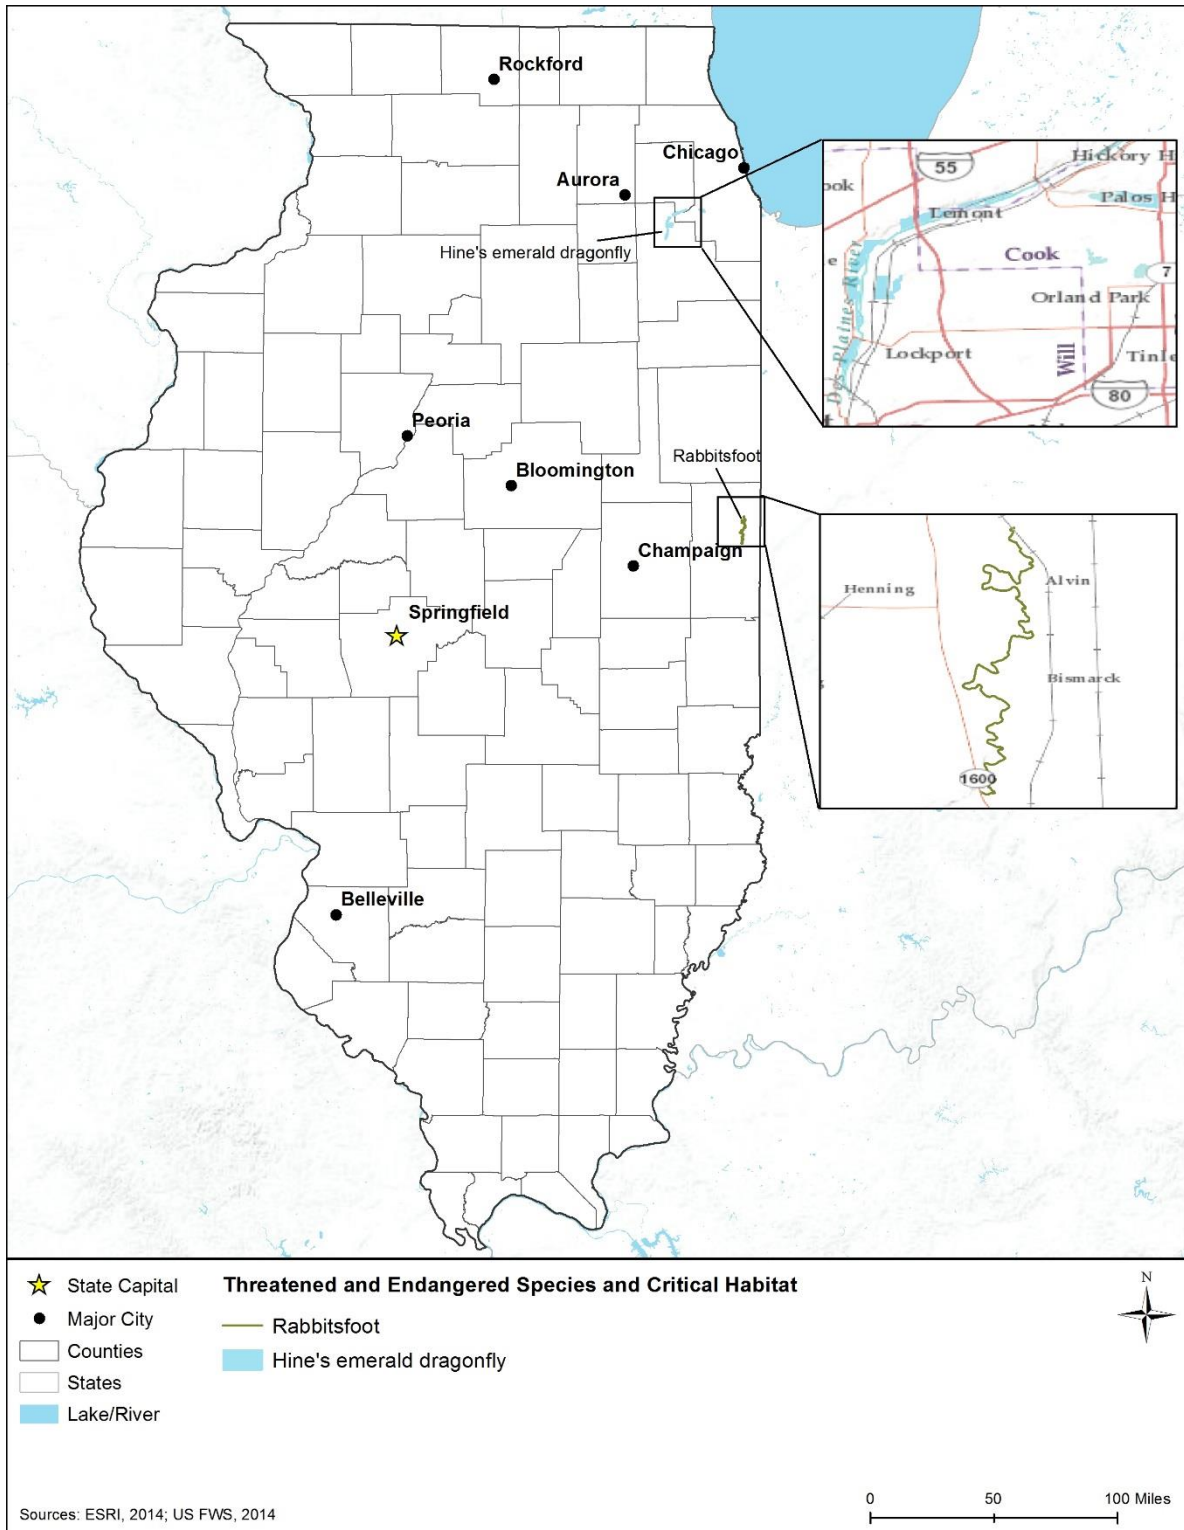 Rockford
Chicago
Aurora
Hine's emerald dragonfly
55
Hickory H
ook
Palos H
Lemont
Cook
e
7
Des Plaines River
Orland Park
Lockport
Will
Tinle
80
Peoria
Bloomington
Rabbitsfoot
Champaign
Henning
Alvin
Springfield
Bismarck
1600
Belleville
State Capital
Major City
Counties
States
Lake/River
Threatened and Endangered Species and Critical Habitat
Rabbitsfoot
Hine's emerald dragonfly
N
Sources: ESRI, 2014; US FWS, 2014
0 50 100 Miles